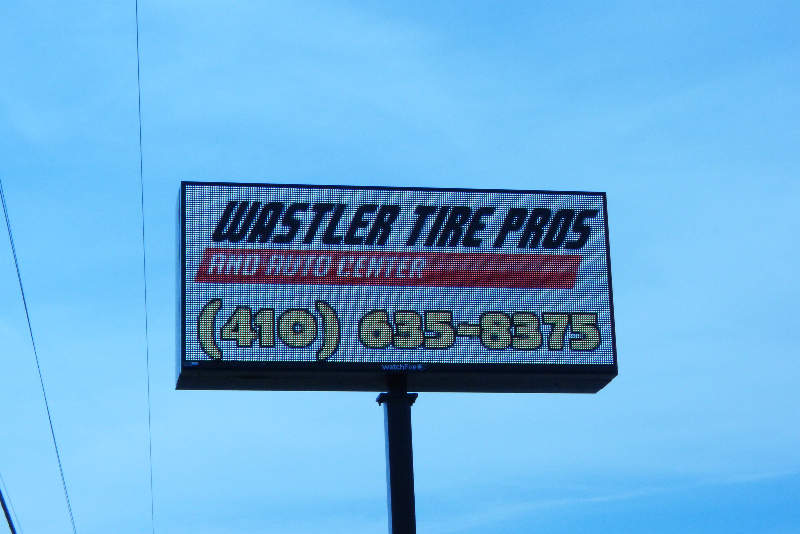 WASTLER TIRE PROS
AND AUTO CENTER
(410) 635-8375
watchfire